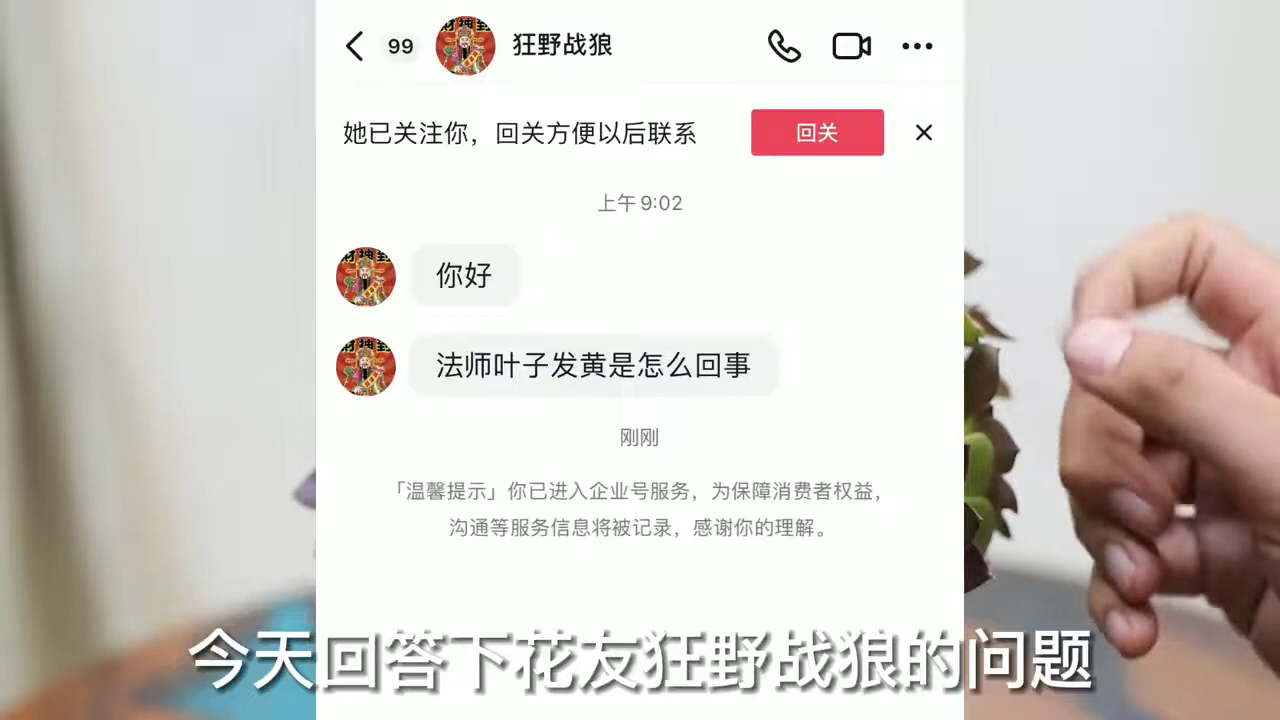 99
狂野战狼
她已关注你，回关方便以后联系
回关
上午 9:02
你好
法师叶子发黄是怎么回事
刚刚
「温馨提示」你已进入企业号服务，为保障消费者权益，
沟通等服务信息将被记录，感谢你的理解。
今天回答下花友狂野战狼的问题